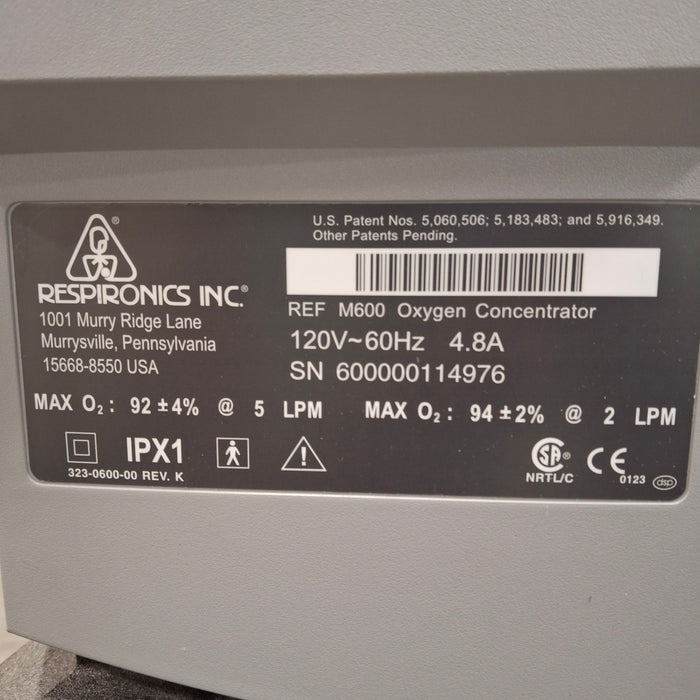 U.S. Patent Nos. 5,060,506; 5,183,483; and 5,916,349.
Other Patents Pending.
RESPIRONICS INC.®
1001 Murry Ridge Lane
Murrysville, Pennsylvania
15668-8550 USA
REF M600 Oxygen Concentrator
120V~60Hz 4.8A
SN 600000114976
MAX O₂: 92 ±4% @ 5 LPM MAX O₂: 94 ±2% @ 2 LPM
IPX1
323-0600-00 REV. K
SA®
NRTL/C
CE
0123
dsp